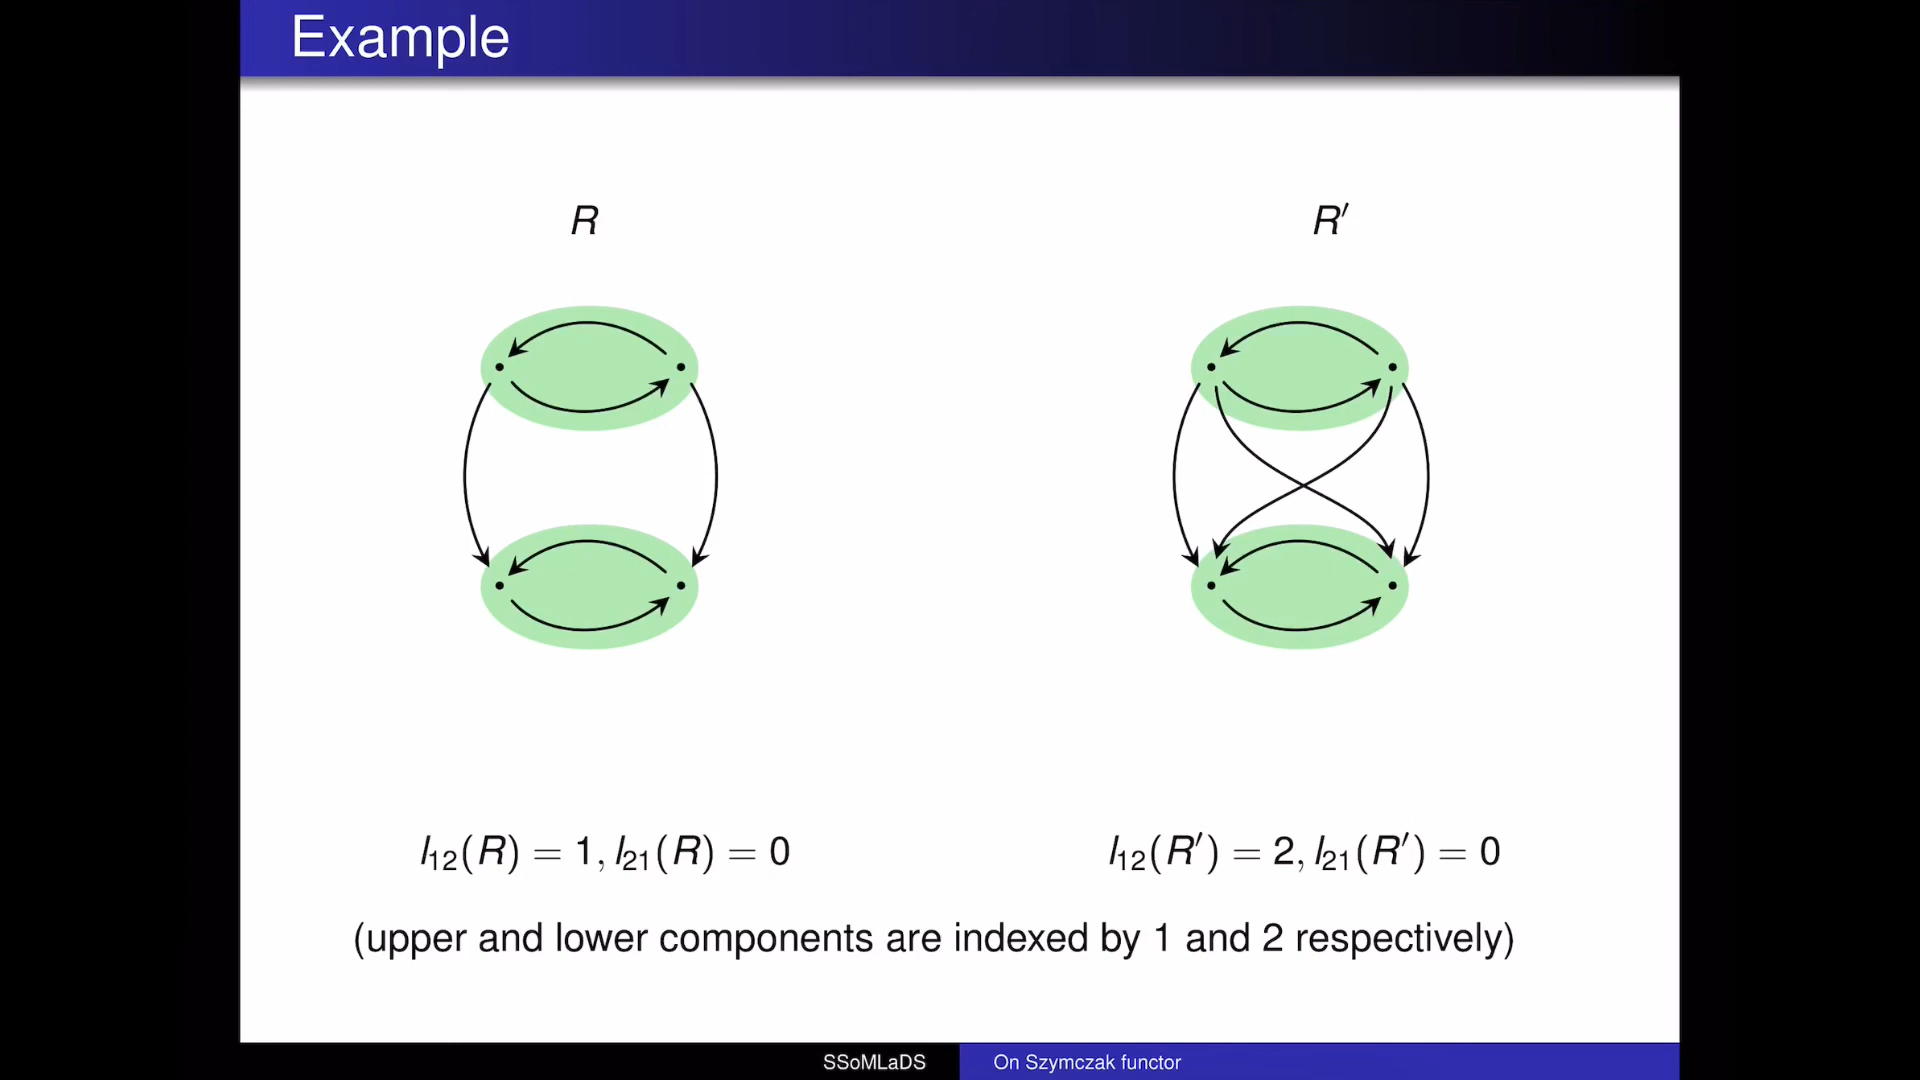 Example
R
R′
l₁₂(R) = 1, l₂₁(R) = 0
l₁₂(R′) = 2, l₂₁(R′) = 0
(upper and lower components are indexed by 1 and 2 respectively)
SSoMLaDS
On Szymczak functor